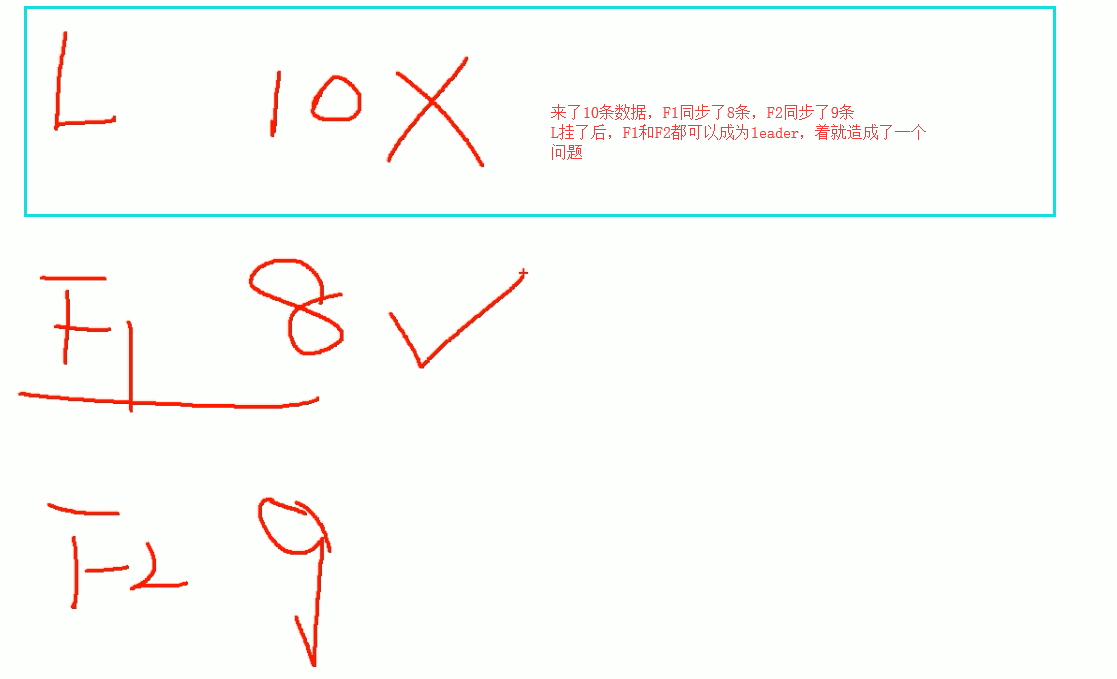 L 10 X
来了10条数据，F1同步了8条，F2同步了9条
L挂了后，F1和F2都可以成为leader，着就造成了一个
问题
F1 8
F2 9